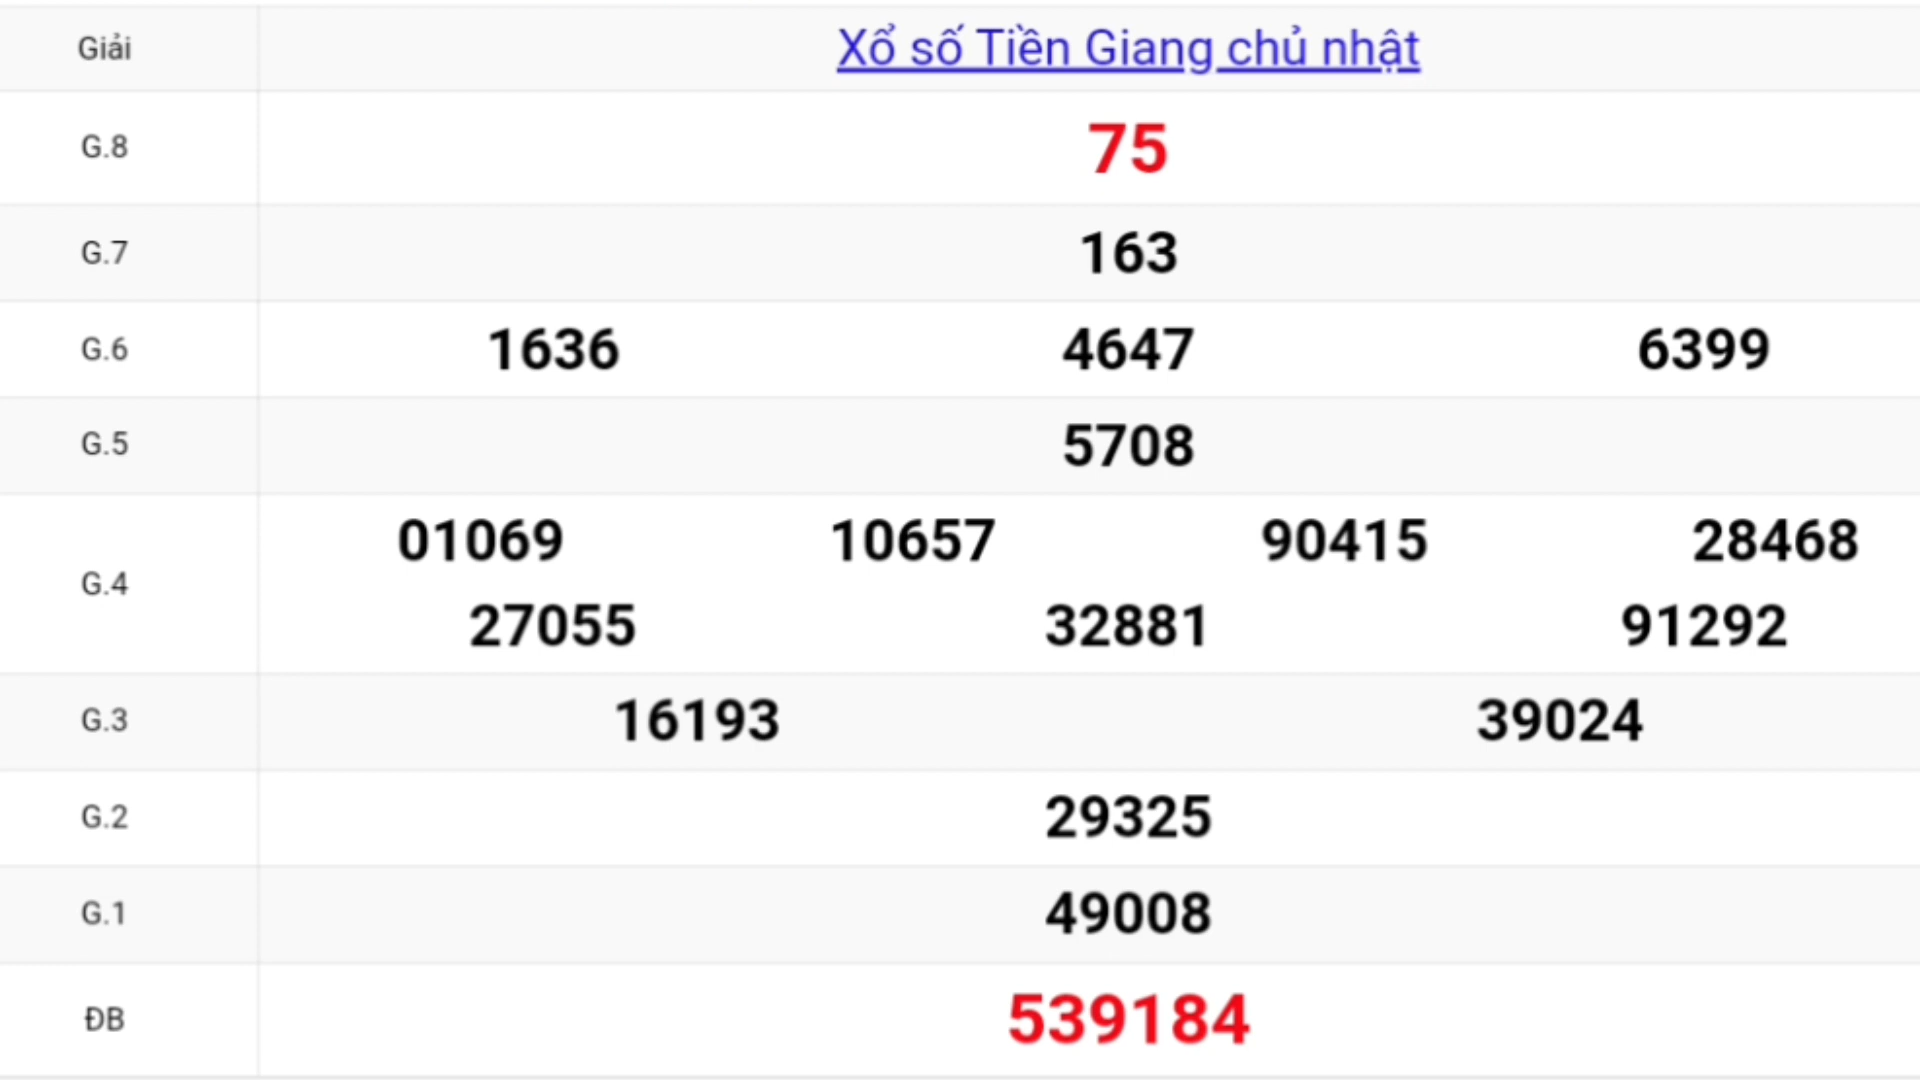 Giải Xổ số Tiền Giang chủ nhật
G.8 75
G.7 163
G.6 1636 4647 6399
G.5 5708
G.4 01069 10657 90415 28468
27055 32881 91292
G.3 16193 39024
G.2 29325
G.1 49008
ĐB 539184